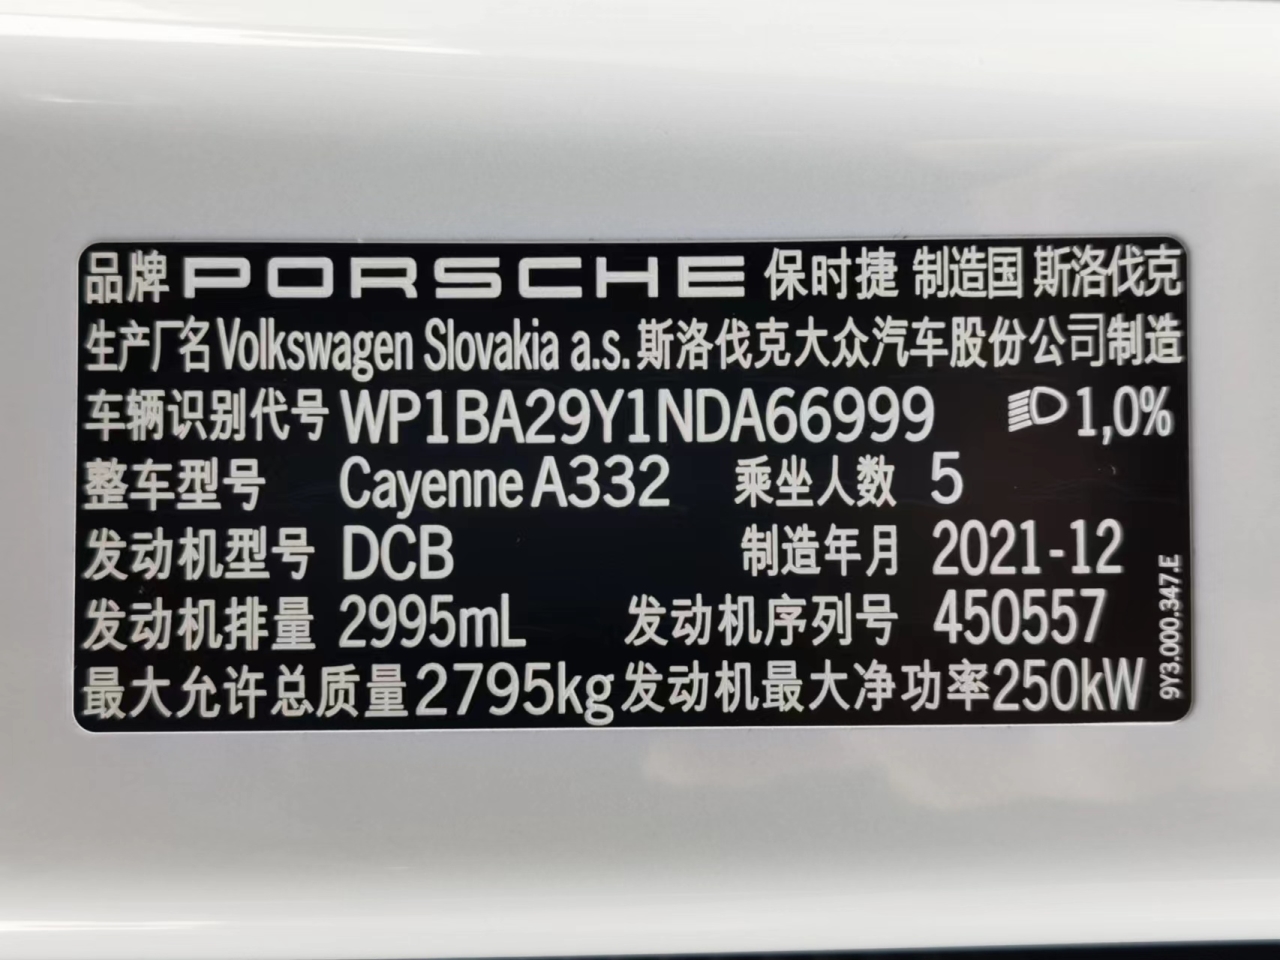 品牌 PORSCHE 保时捷 制造国 斯洛伐克
生产厂名 Volkswagen Slovakia a.s. 斯洛伐克大众汽车股份公司制造
车辆识别代号 WP1BA29Y1NDA66999 1,0%
整车型号 Cayenne A332 乘坐人数 5
发动机型号 DCB 制造年月 2021-12
发动机排量 2995mL 发动机序列号 450557
最大允许总质量 2795kg 发动机最大净功率 250kW
9Y3.000.347.E